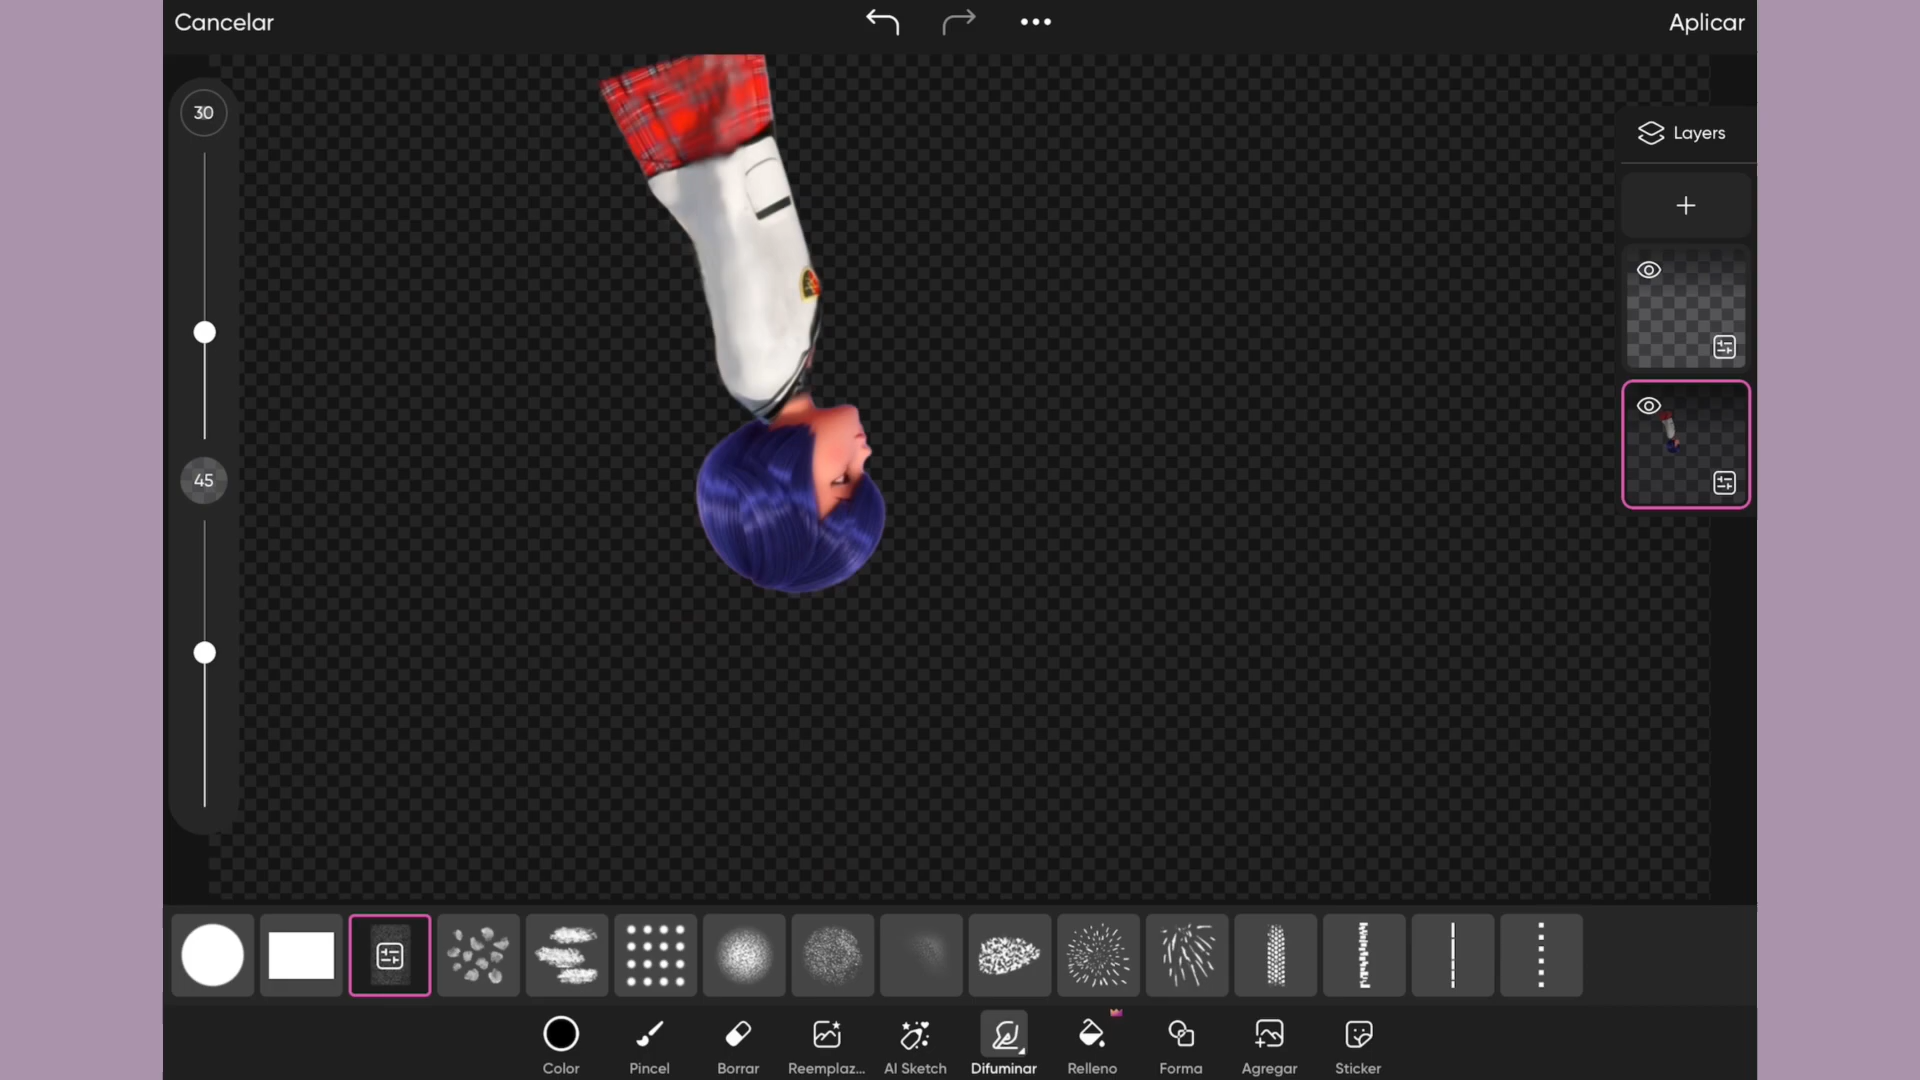 Cancelar
Aplicar
30
Layers
45
Color
Pincel
Borrar
Reemplaz...
AI Sketch
Difuminar
Relleno
Forma
Agregar
Sticker